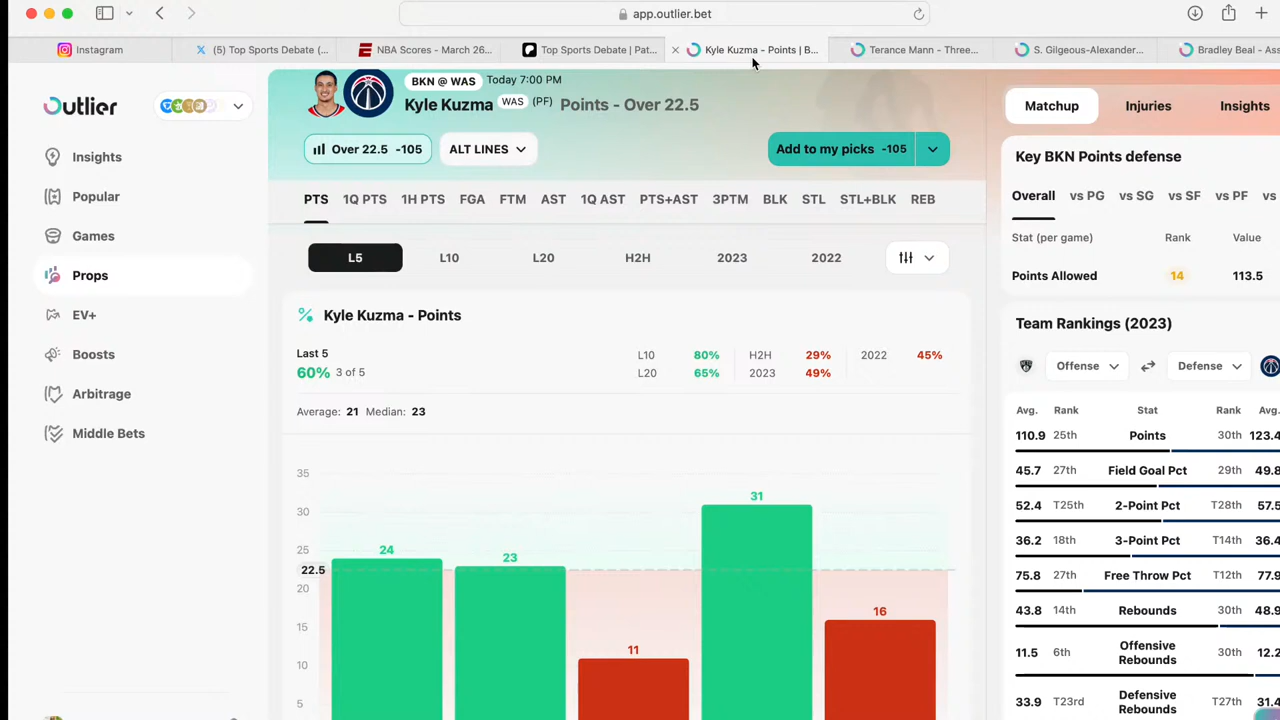 app.outlier.bet
Instagram
(5) Top Sports Debate (...
NBA Scores - March 26...
Top Sports Debate | Pat...
Kyle Kuzma - Points | B...
Terance Mann - Three...
S. Gilgeous-Alexander...
Bradley Beal - Ass
Outlier
Insights
Popular
Games
Props
EV+
Boosts
Arbitrage
Middle Bets
BKN @ WAS Today 7:00 PM
Kyle Kuzma WAS (PF) Points - Over 22.5
Over 22.5 -105 ALT LINES
Add to my picks -105
PTS 1Q PTS 1H PTS FGA FTM AST 1Q AST PTS+AST 3PTM BLK STL STL+BLK REB
L5 L10 L20 H2H 2023 2022
Kyle Kuzma - Points
Last 5
60% 3 of 5
L10 80% H2H 29% 2022 45%
L20 65% 2023 49%
Average: 21 Median: 23
35
30
25
22.5
20
15
10
5
24
23
11
31
16
Matchup Injuries Insights
Key BKN Points defense
Overall vs PG vs SG vs SF vs PF vs
Stat (per game) Rank Value
Points Allowed 14 113.5
Team Rankings (2023)
Offense Defense
Avg. Rank Stat Rank Avg.
110.9 25th Points 30th 123.4
45.7 27th Field Goal Pct 29th 49.8
52.4 T25th 2-Point Pct T28th 57.5
36.2 18th 3-Point Pct T14th 36.4
75.8 27th Free Throw Pct T12th 77.9
43.8 14th Rebounds 30th 48.9
11.5 6th Offensive Rebounds 30th 12.2
33.9 T23rd Defensive Rebounds T27th 31.4